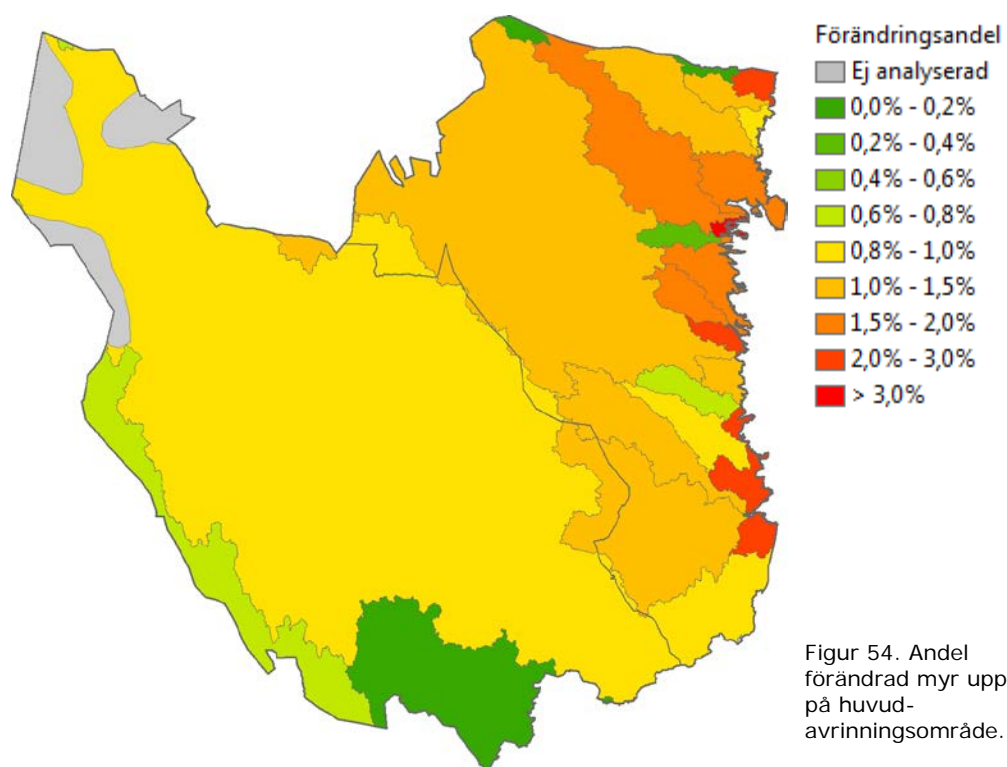 Förändringsandel
Ej analyserad
0,0% - 0,2%
0,2% - 0,4%
0,4% - 0,6%
0,6% - 0,8%
0,8% - 1,0%
1,0% - 1,5%
1,5% - 2,0%
2,0% - 3,0%
> 3,0%
Figur 54. Andel
förändrad myr upp
på huvud-
avrinningsområde.